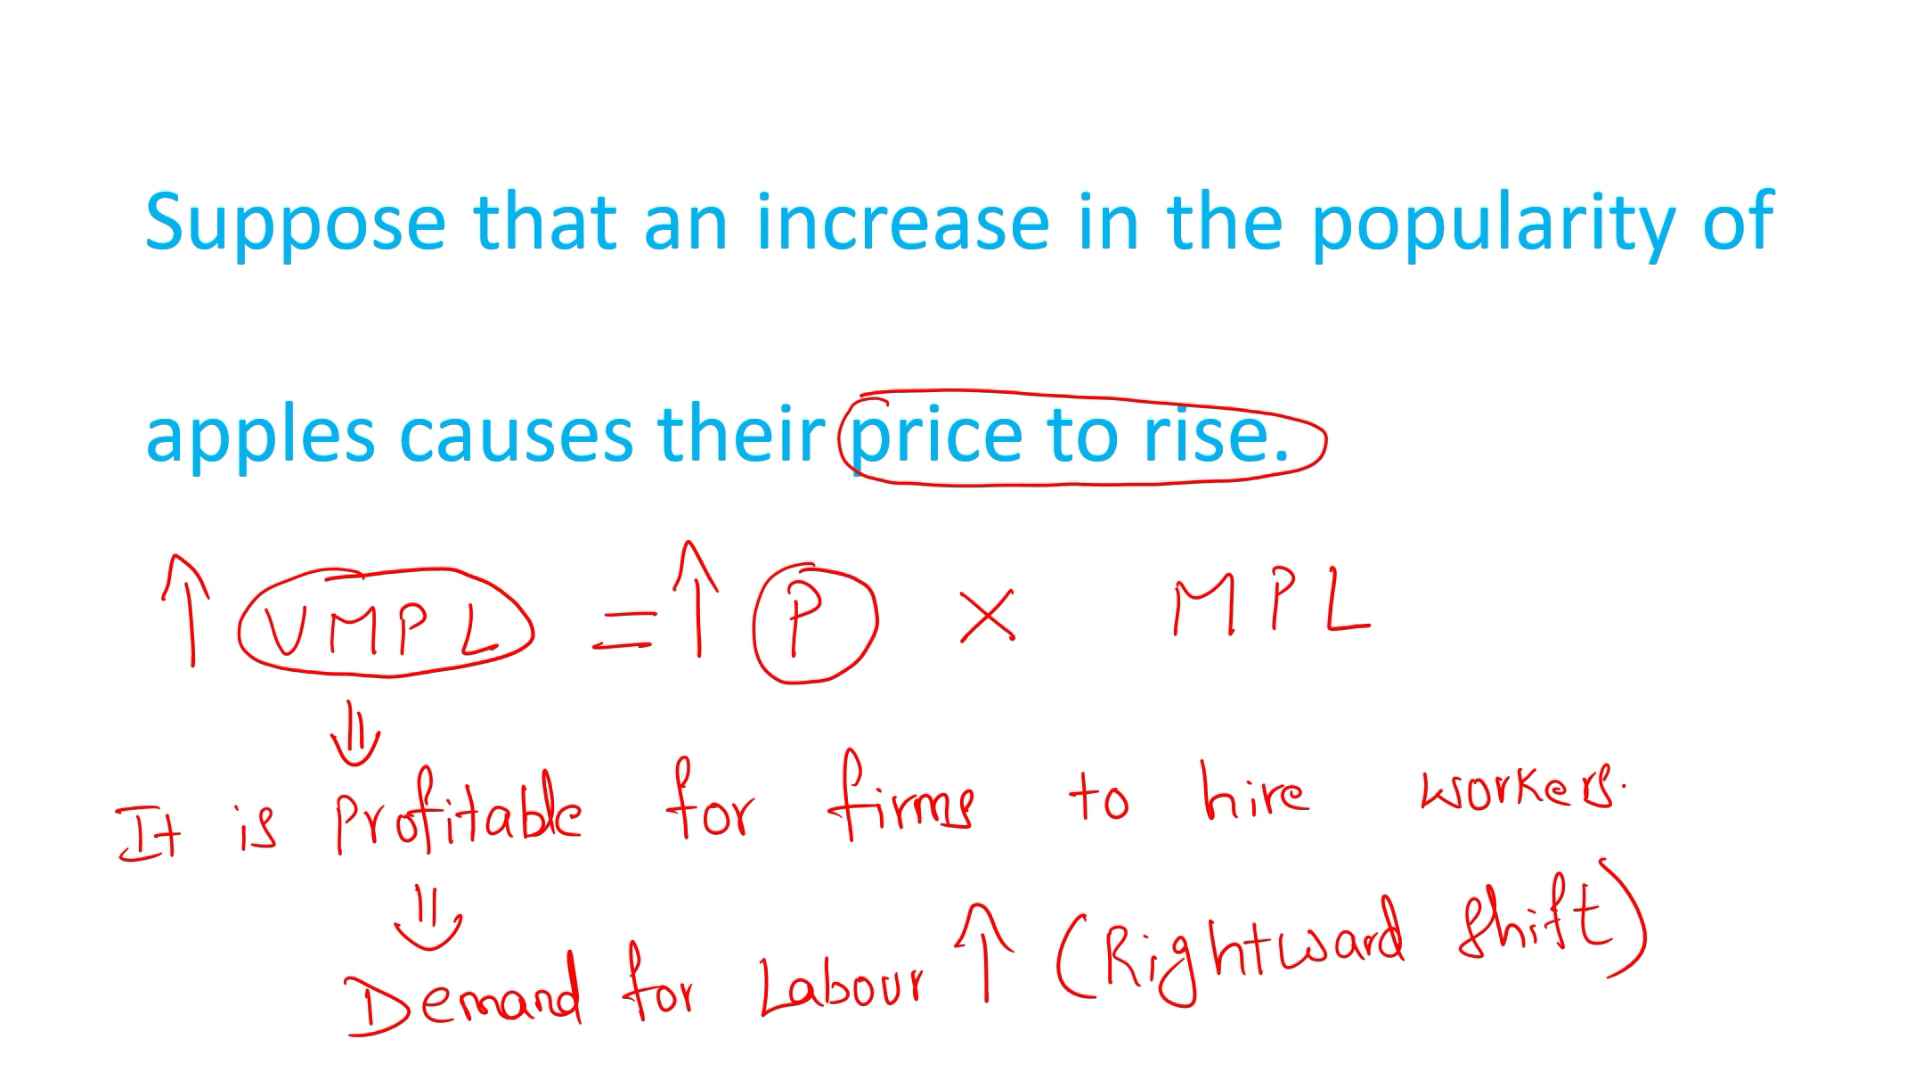 Suppose that an increase in the popularity of
apples causes their price to rise.
↑ VMPL = ↑ P × MPL
⇓
It is Profitable for firms to hire workers.
⇓
Demand for Labour ↑ (Rightward Shift)